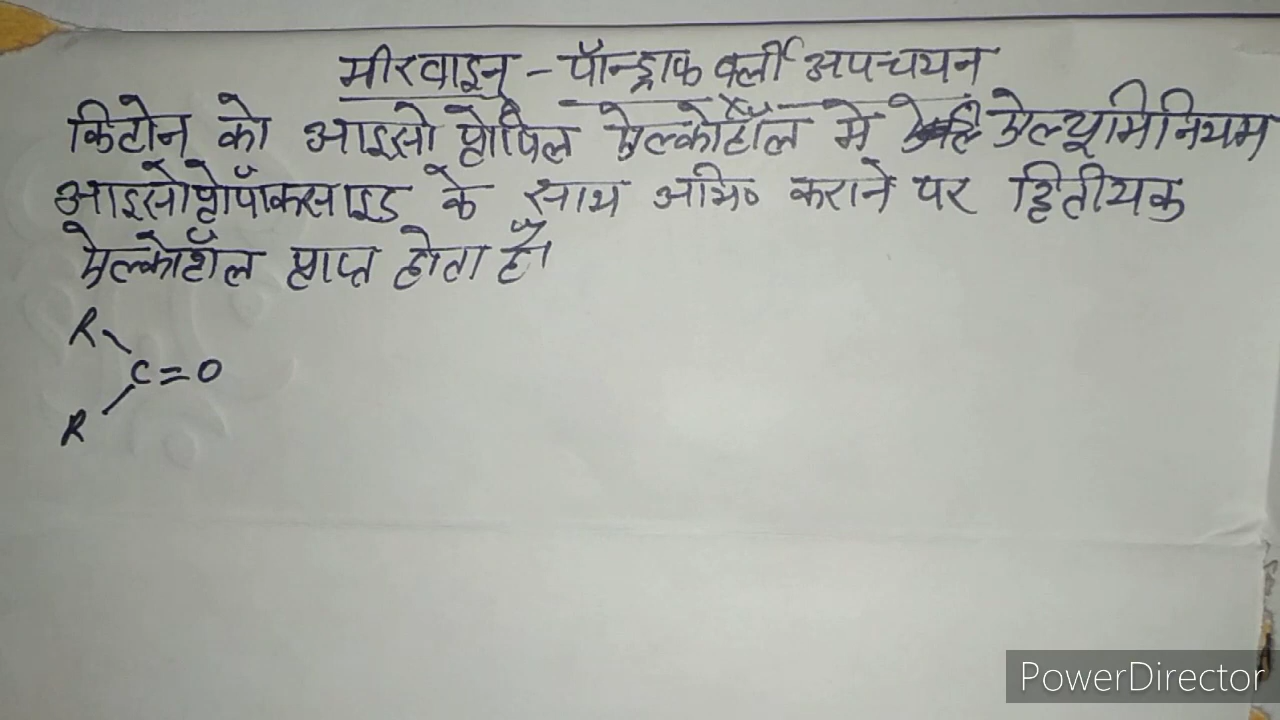 मीरवाइन - पॉन्ड्राफ वर्ली अपचयन
किटोन को आइसो प्रोपिल ऐल्कोहॉल में ऐल्यूमिनियम
आइसोप्रोपॉक्साइड के साथ अभि० कराने पर द्वितीयक
ऐल्कोहॉल प्राप्त होता है।
R
C=O
R
PowerDirector